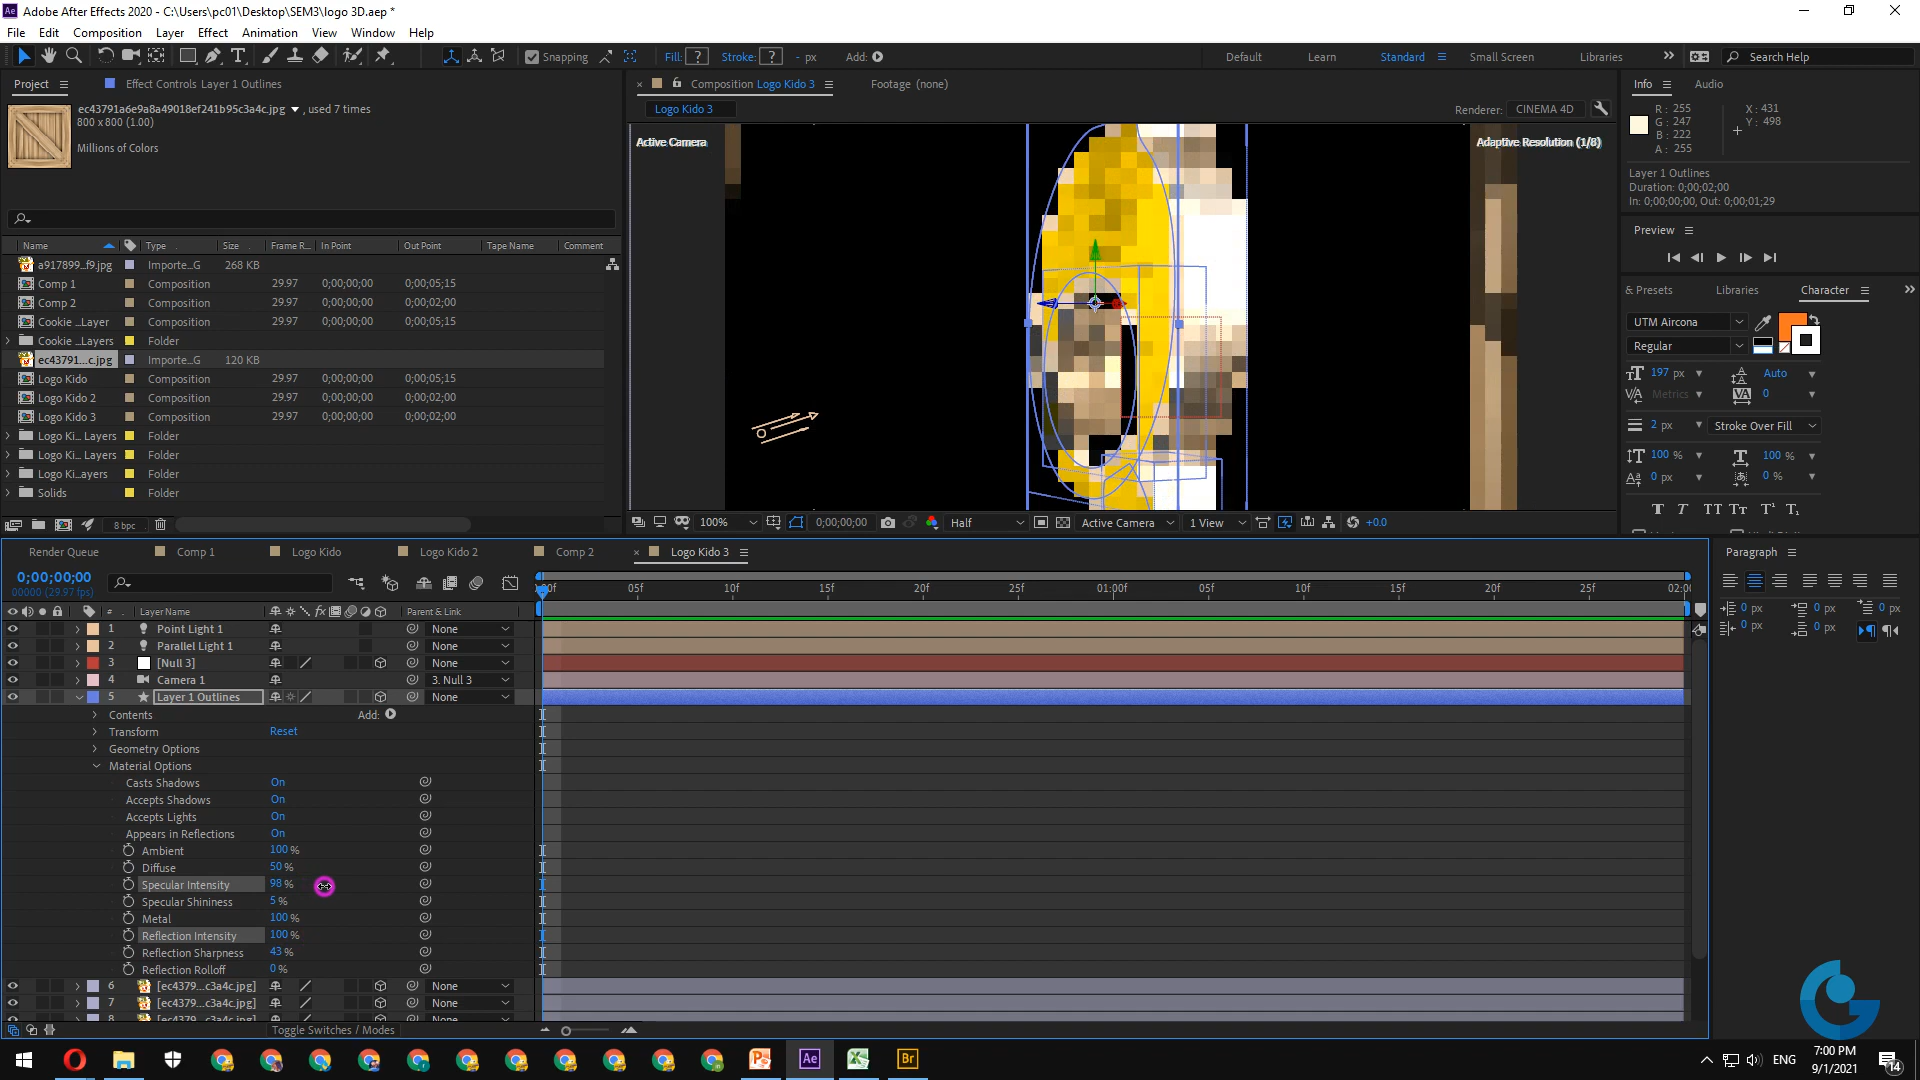 Adobe After Effects 2020 - C:\Users\pc01\Desktop\SEM3\logo 3D.aep *
File Edit Composition Layer Effect Animation View Window Help
Snapping Fill: ? Stroke: ? - px Add: Default Learn Standard Small Screen Libraries Search Help
Project Effect Controls Layer 1 Outlines
ec43791a6e9a8a49018ef241b95c3a4c.jpg , used 7 times
800 x 800 (1.00)
Millions of Colors
Name Type Size Frame R... In Point Out Point Tape Name Comment
a917899...f9.jpg Importe...G 268 KB
Comp 1 Composition 29.97 0;00;00;00 0;00;05;15
Comp 2 Composition 29.97 0;00;00;00 0;00;02;00
Cookie ...Layer Composition 29.97 0;00;00;00 0;00;05;15
Cookie ...Layers Folder
ec43791....c.jpg Importe...G 120 KB
Logo Kido Composition 29.97 0;00;00;00 0;00;05;15
Logo Kido 2 Composition 29.97 0;00;00;00 0;00;02;00
Logo Kido 3 Composition 29.97 0;00;00;00 0;00;02;00
Logo Ki... Layers Folder
Logo Ki... Layers Folder
Logo Ki...ayers Folder
Solids Folder
8 bpc
Composition Logo Kido 3 Footage (none)
Logo Kido 3 Renderer: CINEMA 4D
Active Camera Adaptive Resolution (1/8)
100% 0;00;00;00 Half Active Camera 1 View +0.0
Info Audio
R: 255 X: 431
G: 247 Y: 498
B: 222
A: 255
Layer 1 Outlines
Duration: 0;00;02;00
In: 0;00;00;00, Out: 0;00;01;29
Preview
& Presets Libraries Character
UTM Aircona
Regular
197 px Auto
Metrics 0
2 px Stroke Over Fill
100 % 100 %
0 px 0 %
T T TT Tt T¹ T₁
Paragraph
0 px 0 px 0 px
0 px 0 px
Render Queue Comp 1 Logo Kido Logo Kido 2 Comp 2 Logo Kido 3
0;00;00;00
00000 (29.97 fps)
# Layer Name Parent & Link
05f 10f 15f 20f 25f 01:00f 05f 10f 15f 20f 25f
1 Point Light 1 None
2 Parallel Light 1 None
3 [Null 3] None
4 Camera 1 3. Null 3
5 Layer 1 Outlines None
Contents Add:
Transform Reset
Geometry Options
Material Options
Casts Shadows On
Accepts Shadows On
Accepts Lights On
Appears in Reflections On
Ambient 100 %
Diffuse 50 %
Specular Intensity 98 %
Specular Shininess 5 %
Metal 100 %
Reflection Intensity 100 %
Reflection Sharpness 43 %
Reflection Rolloff 0 %
6 [ec4379...c3a4c.jpg] None
7 [ec4379...c3a4c.jpg] None
8 [ec4379...c3a4c.jpg]
Toggle Switches / Modes
ENG 7:00 PM
9/1/2021
14